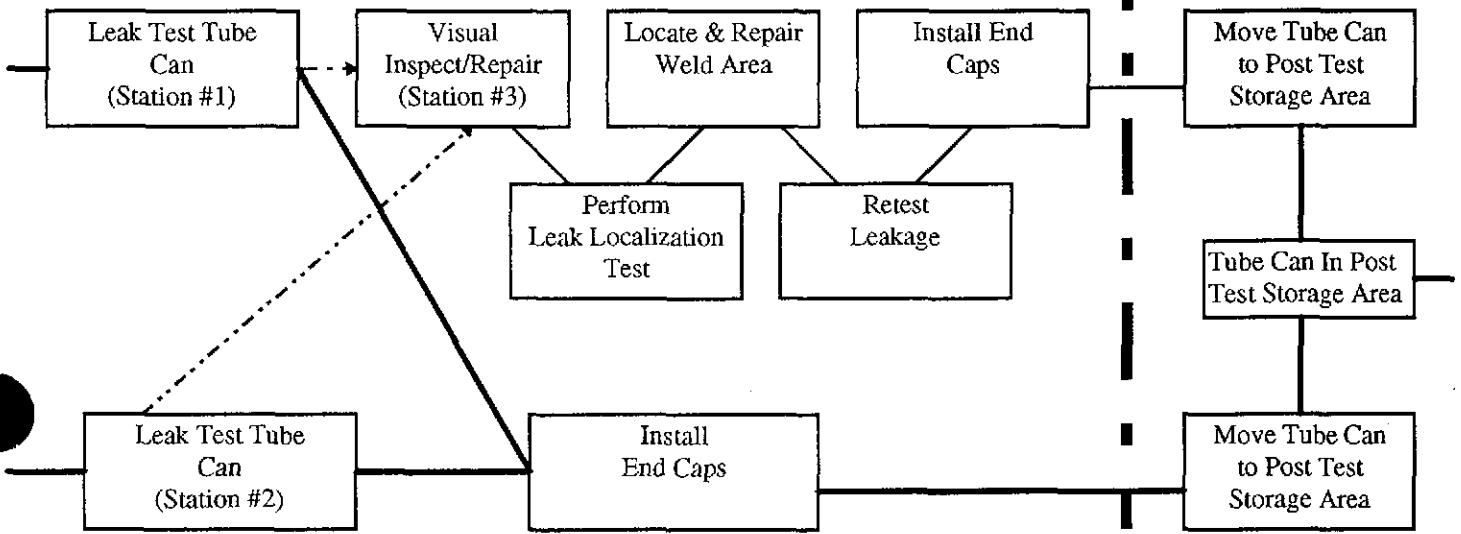 Leak Test Tube
Can
(Station #1)
Visual
Inspect/Repair
(Station #3)
Locate & Repair
Weld Area
Install End
Caps
Move Tube Can
to Post Test
Storage Area
Perform
Leak Localization
Test
Retest
Leakage
Tube Can In Post
Test Storage Area
Leak Test Tube
Can
(Station #2)
Install
End Caps
Move Tube Can
to Post Test
Storage Area